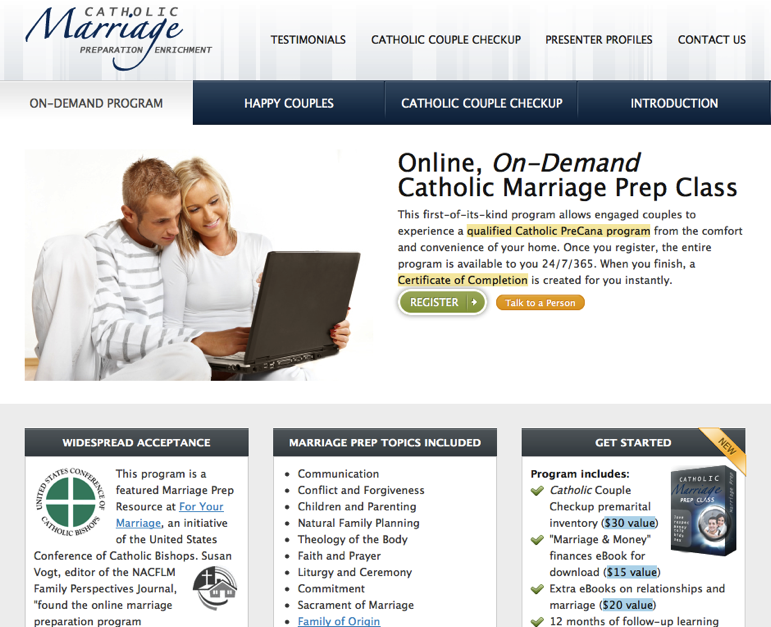 CATHOLIC
Marriage
PREPARATION ENRICHMENT
TESTIMONIALS
CATHOLIC COUPLE CHECKUP
PRESENTER PROFILES
CONTACT US
ON-DEMAND PROGRAM
HAPPY COUPLES
CATHOLIC COUPLE CHECKUP
INTRODUCTION
Online, On-Demand
Catholic Marriage Prep Class
This first-of-its-kind program allows engaged couples to
experience a qualified Catholic PreCana program from the comfort
and convenience of your home. Once you register, the entire
program is available to you 24/7/365. When you finish, a
Certificate of Completion is created for you instantly.
REGISTER
Talk to a Person
WIDESPREAD ACCEPTANCE
UNITED STATES CONFERENCE OF
CATHOLIC BISHOPS
This program is a
featured Marriage Prep
Resource at For Your
Marriage, an initiative
of the United States
Conference of Catholic Bishops. Susan
Vogt, editor of the NACFLM
Family Perspectives Journal,
"found the online marriage
preparation program
MARRIAGE PREP TOPICS INCLUDED
• Communication
• Conflict and Forgiveness
• Children and Parenting
• Natural Family Planning
• Theology of the Body
• Faith and Prayer
• Liturgy and Ceremony
• Commitment
• Sacrament of Marriage
• Family of Origin
GET STARTED
NEW
Program includes:
Catholic Couple
Checkup premarital
inventory ($30 value)
"Marriage & Money"
finances eBook for
download ($15 value)
Extra eBooks on relationships and
marriage ($20 value)
12 months of follow-up learning
CATHOLIC
Marriage
PREP CLASS